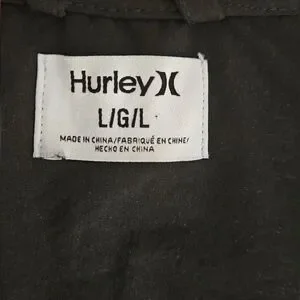 Hurley
L/G/L
MADE IN CHINA/FABRIQUÉ EN CHINE/
HECHO EN CHINA